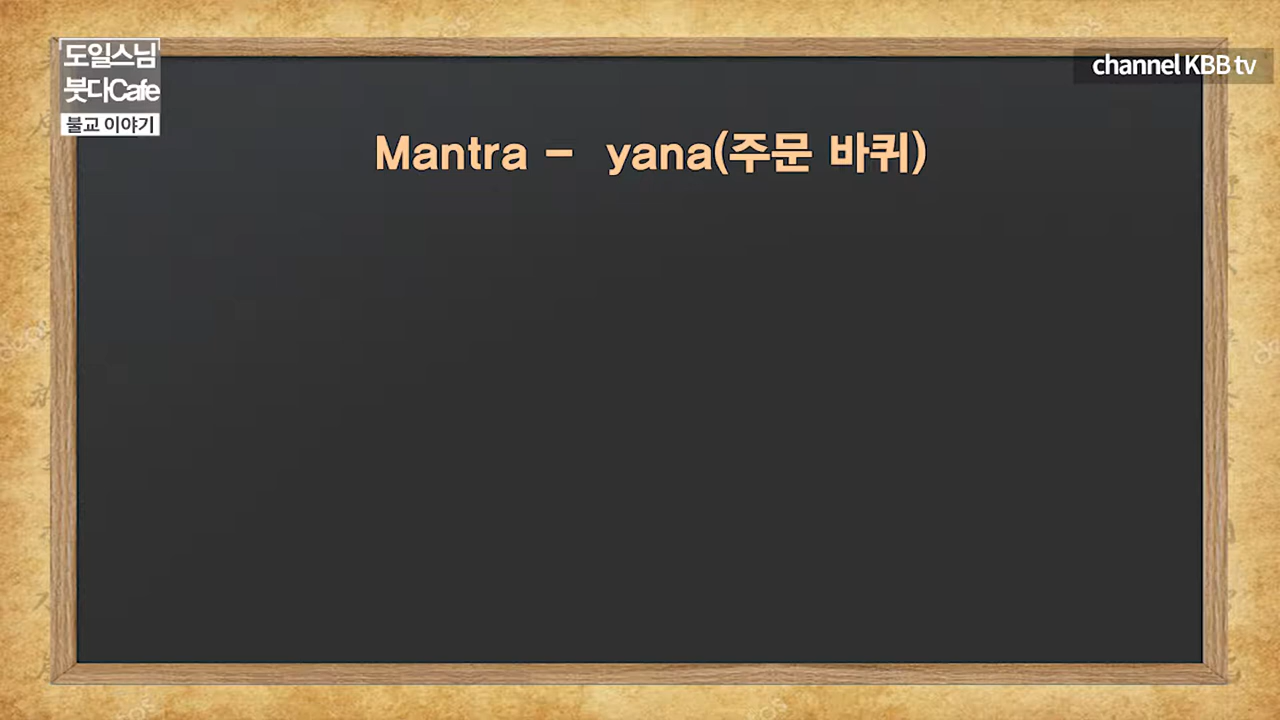 도일스님
붓다Cafe
불교 이야기
channel KBB tv
Mantra - yana(주문 바퀴)